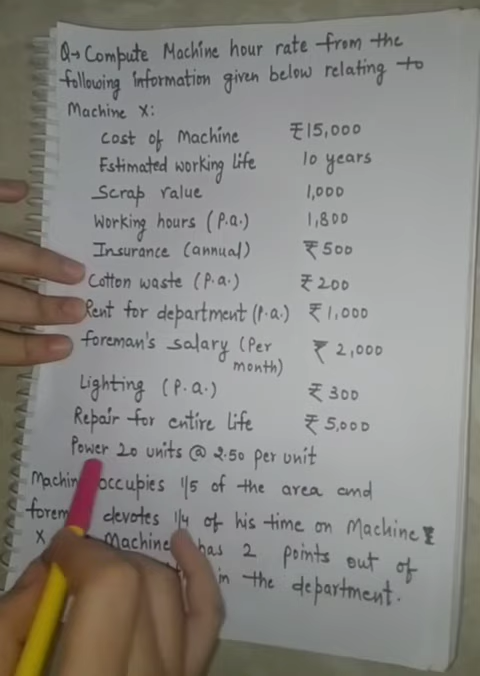 Q→ Compute Machine hour rate from the
following information given below relating to
Machine X:
Cost of Machine ₹15,000
Estimated working life 10 years
Scrap value 1,000
Working hours (P.a.) 1,800
Insurance (annual) ₹500
Cotton waste (P.a.) ₹200
Rent for department (P.a.) ₹1,000
foreman's salary (Per month) ₹2,000
Lighting (P.a.) ₹300
Repair for entire life ₹5,000
Power 20 units @ 2.50 per unit
occupies 1/5 of the area and
devotes 1/4 of his time on Machine
X Machine has 2 points out of
in the department.